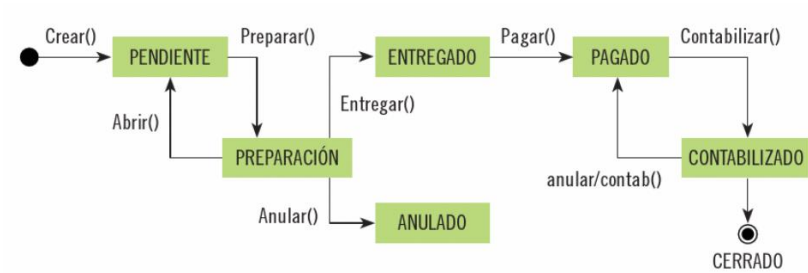 Crear()
PENDIENTE
Preparar()
ENTREGADO
Pagar()
PAGADO
Contabilizar()
Abrir()
Entregar()
PREPARACIÓN
CONTABILIZADO
anular/contab()
Anular()
ANULADO
CERRADO